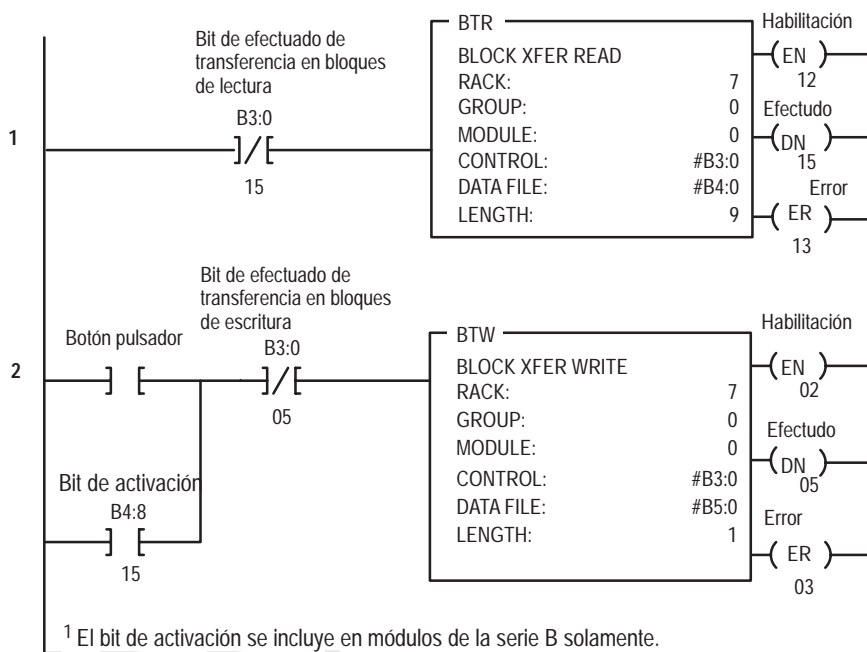 Bit de efectuado de
transferencia en bloques
de lectura
B3:0
]/[
15
1
BTR
BLOCK XFER READ
RACK: 7
GROUP: 0
MODULE: 0
CONTROL: #B3:0
DATA FILE: #B4:0
LENGTH: 9
Habilitación
(EN)
12
Efectudo
(DN)
15
Error
(ER)
13
2
Botón pulsador
] [
Bit de activación
B4:8
] [
15
Bit de efectuado de
transferencia en bloques
de escritura
B3:0
]/[
05
BTW
BLOCK XFER WRITE
RACK: 7
GROUP: 0
MODULE: 0
CONTROL: #B3:0
DATA FILE: #B5:0
LENGTH: 1
Habilitación
(EN)
02
Efectudo
(DN)
05
Error
(ER)
03
1 El bit de activación se incluye en módulos de la serie B solamente.